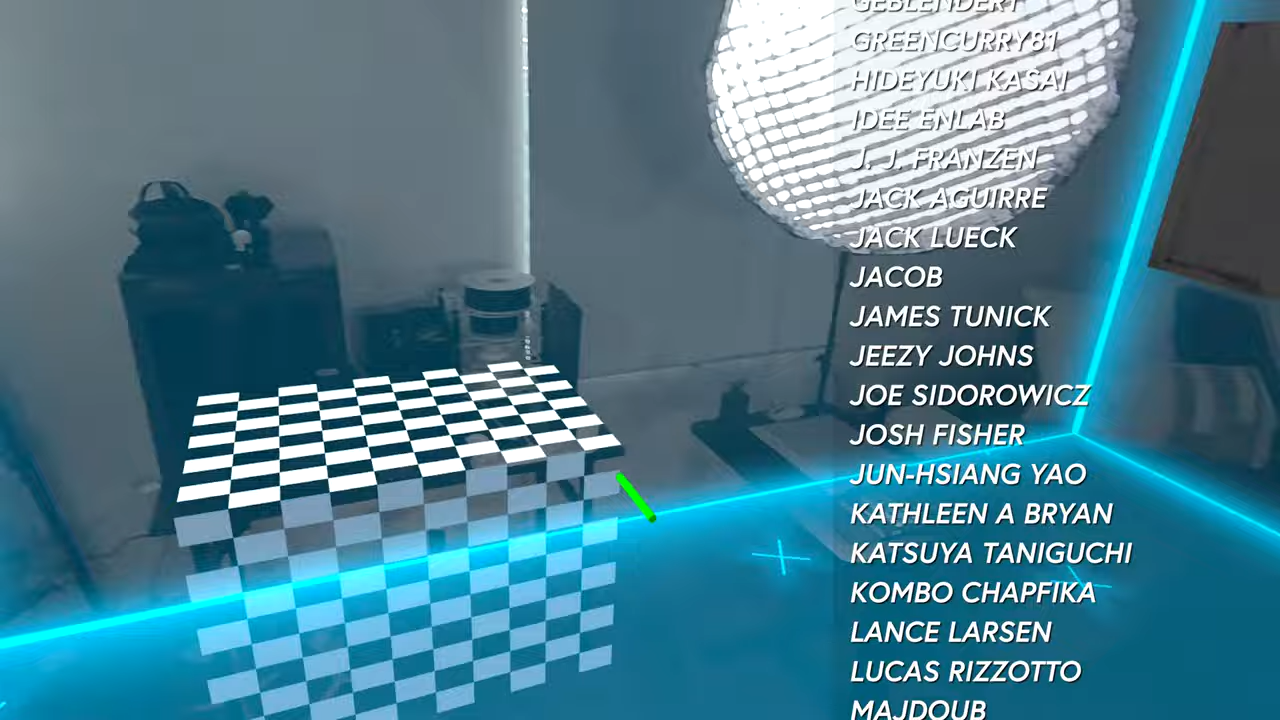 GEBLENDERT
GREENCURRY81
HIDEYUKI KASAI
IDEE ENLAB
J. J. FRANZEN
JACK AGUIRRE
JACK LUECK
JACOB
JAMES TUNICK
JEEZY JOHNS
JOE SIDOROWICZ
JOSH FISHER
JUN-HSIANG YAO
KATHLEEN A BRYAN
KATSUYA TANIGUCHI
KOMBO CHAPFIKA
LANCE LARSEN
LUCAS RIZZOTTO
MAJDOUB